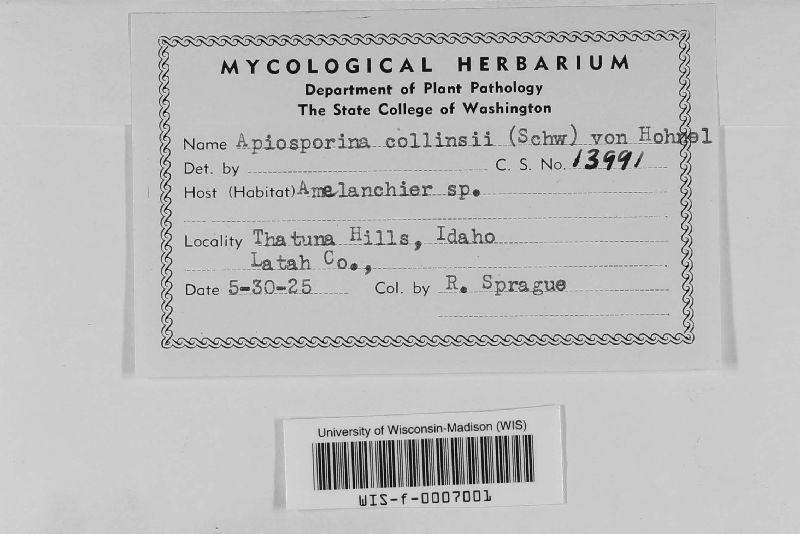 MYCOLOGICAL HERBARIUM
Department of Plant Pathology
The State College of Washington
Name Apiosporina collinsii (Schw) von Hohnel
Det. by C. S. No. 13991
Host (Habitat) Amelanchier sp.
Locality Thatuna Hills, Idaho
Latah Co.,
Date 5-30-25 Col. by R. Sprague
University of Wisconsin-Madison (WIS)
WIS-f-0007001